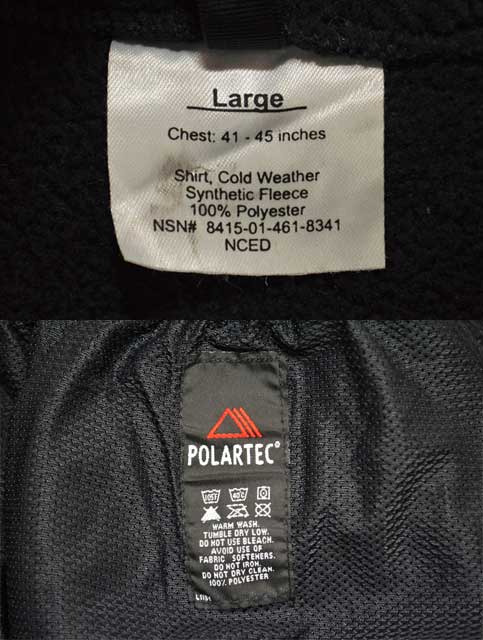 Large
Chest: 41 - 45 inches
Shirt, Cold Weather
Synthetic Fleece
100% Polyester
NSN# 8415-01-461-8341
NCED
POLARTEC®
105F 40°C
WARM WASH.
TUMBLE DRY LOW.
DO NOT USE BLEACH.
AVOID USE OF
FABRIC SOFTENERS.
DO NOT IRON.
DO NOT DRY CLEAN.
100% POLYESTER